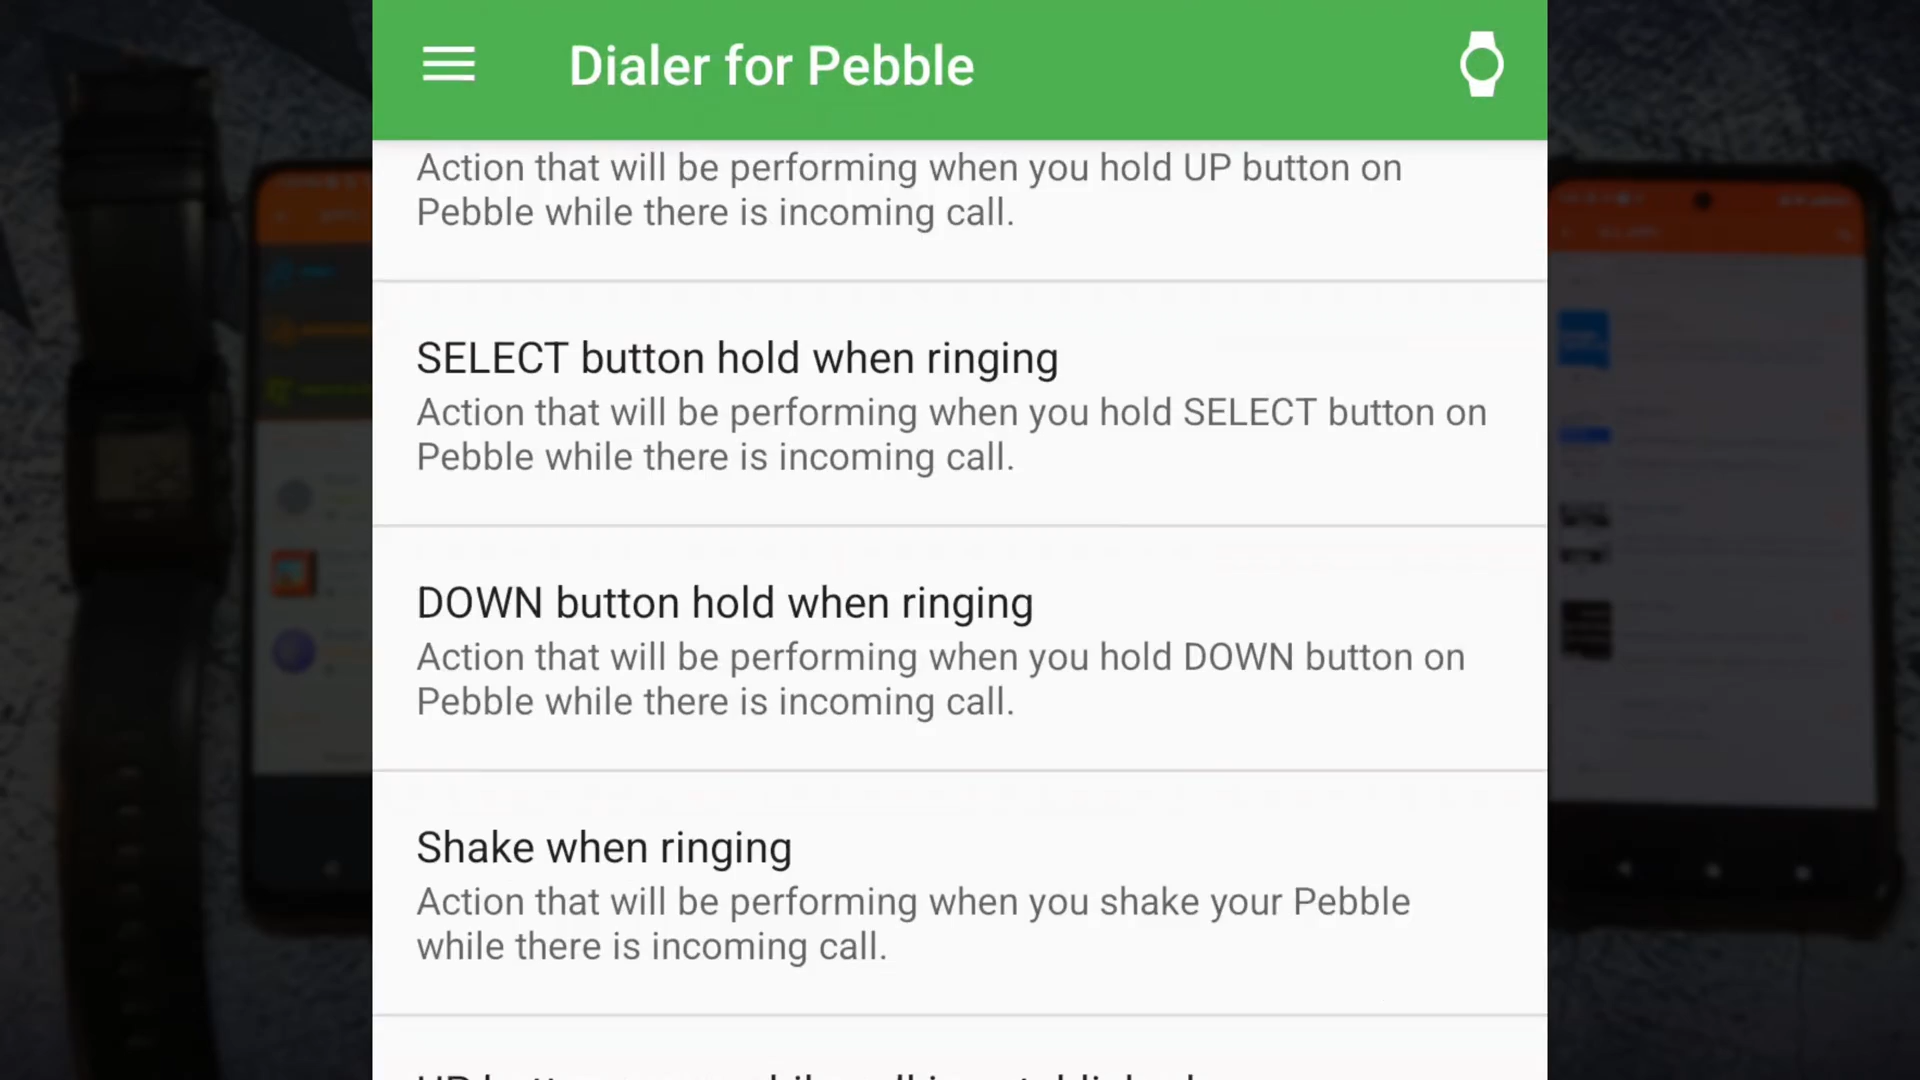 Dialer for Pebble
Action that will be performing when you hold UP button on
Pebble while there is incoming call.
SELECT button hold when ringing
Action that will be performing when you hold SELECT button on
Pebble while there is incoming call.
DOWN button hold when ringing
Action that will be performing when you hold DOWN button on
Pebble while there is incoming call.
Shake when ringing
Action that will be performing when you shake your Pebble
while there is incoming call.